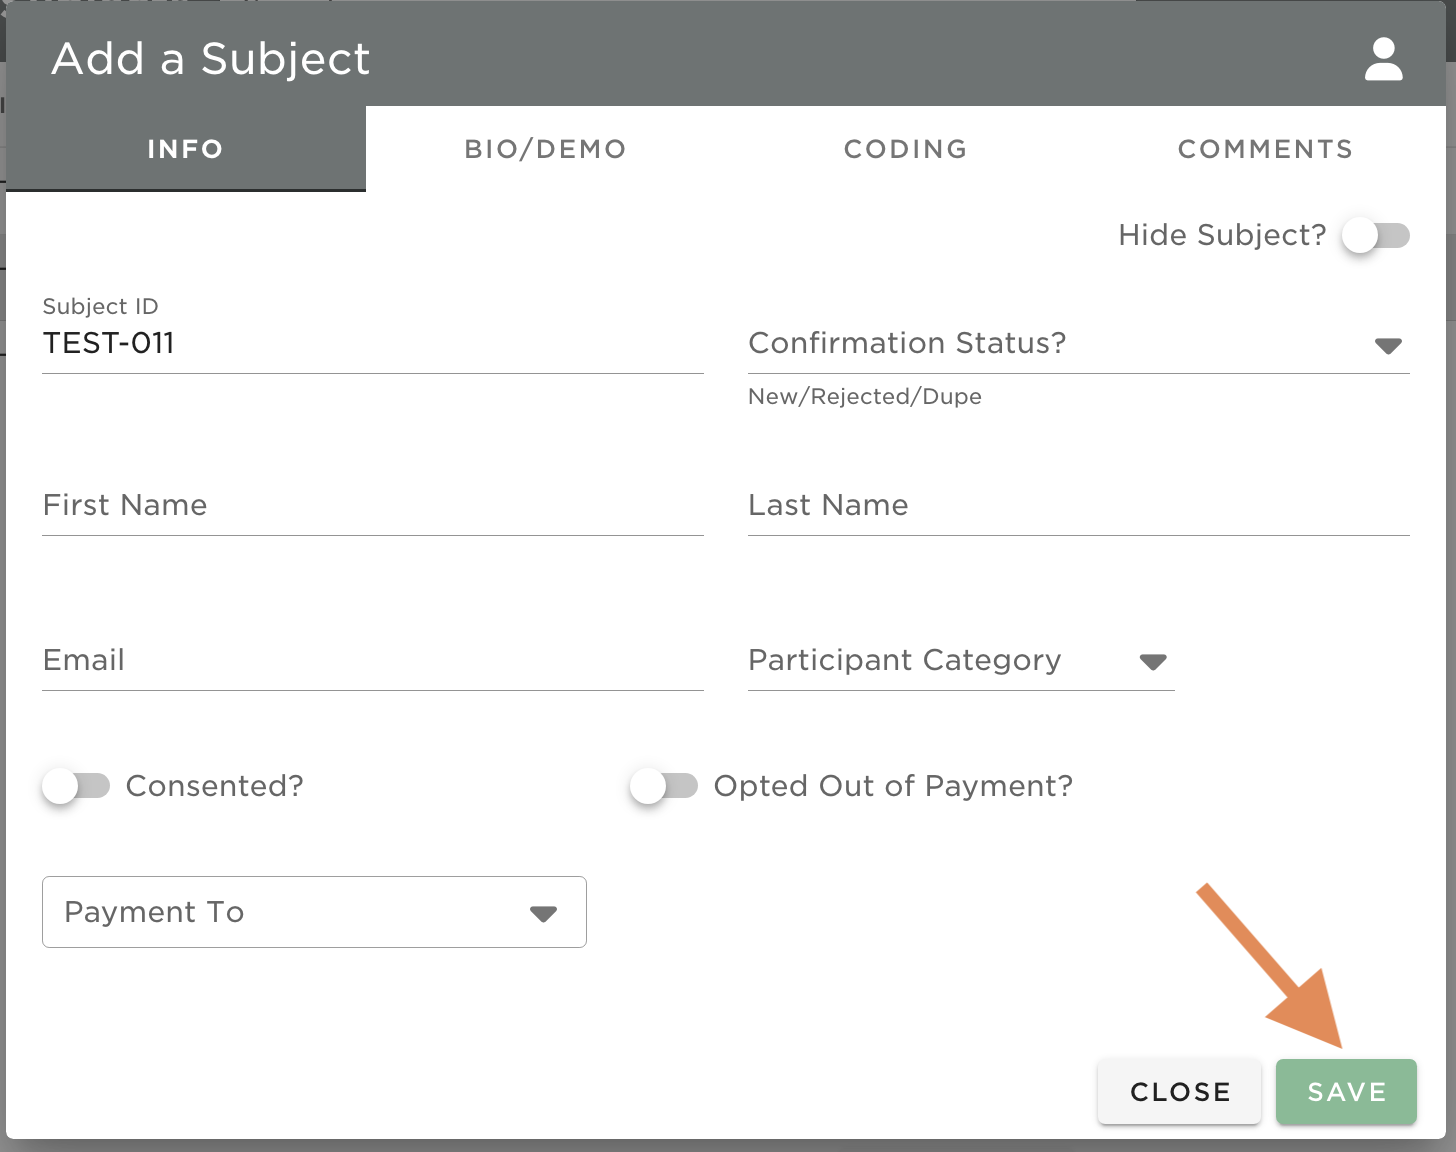 Add a Subject
INFO
BIO/DEMO
CODING
COMMENTS
Hide Subject?
Subject ID
TEST-011
Confirmation Status?
New/Rejected/Dupe
First Name
Last Name
Email
Participant Category
Consented?
Opted Out of Payment?
Payment To
CLOSE
SAVE